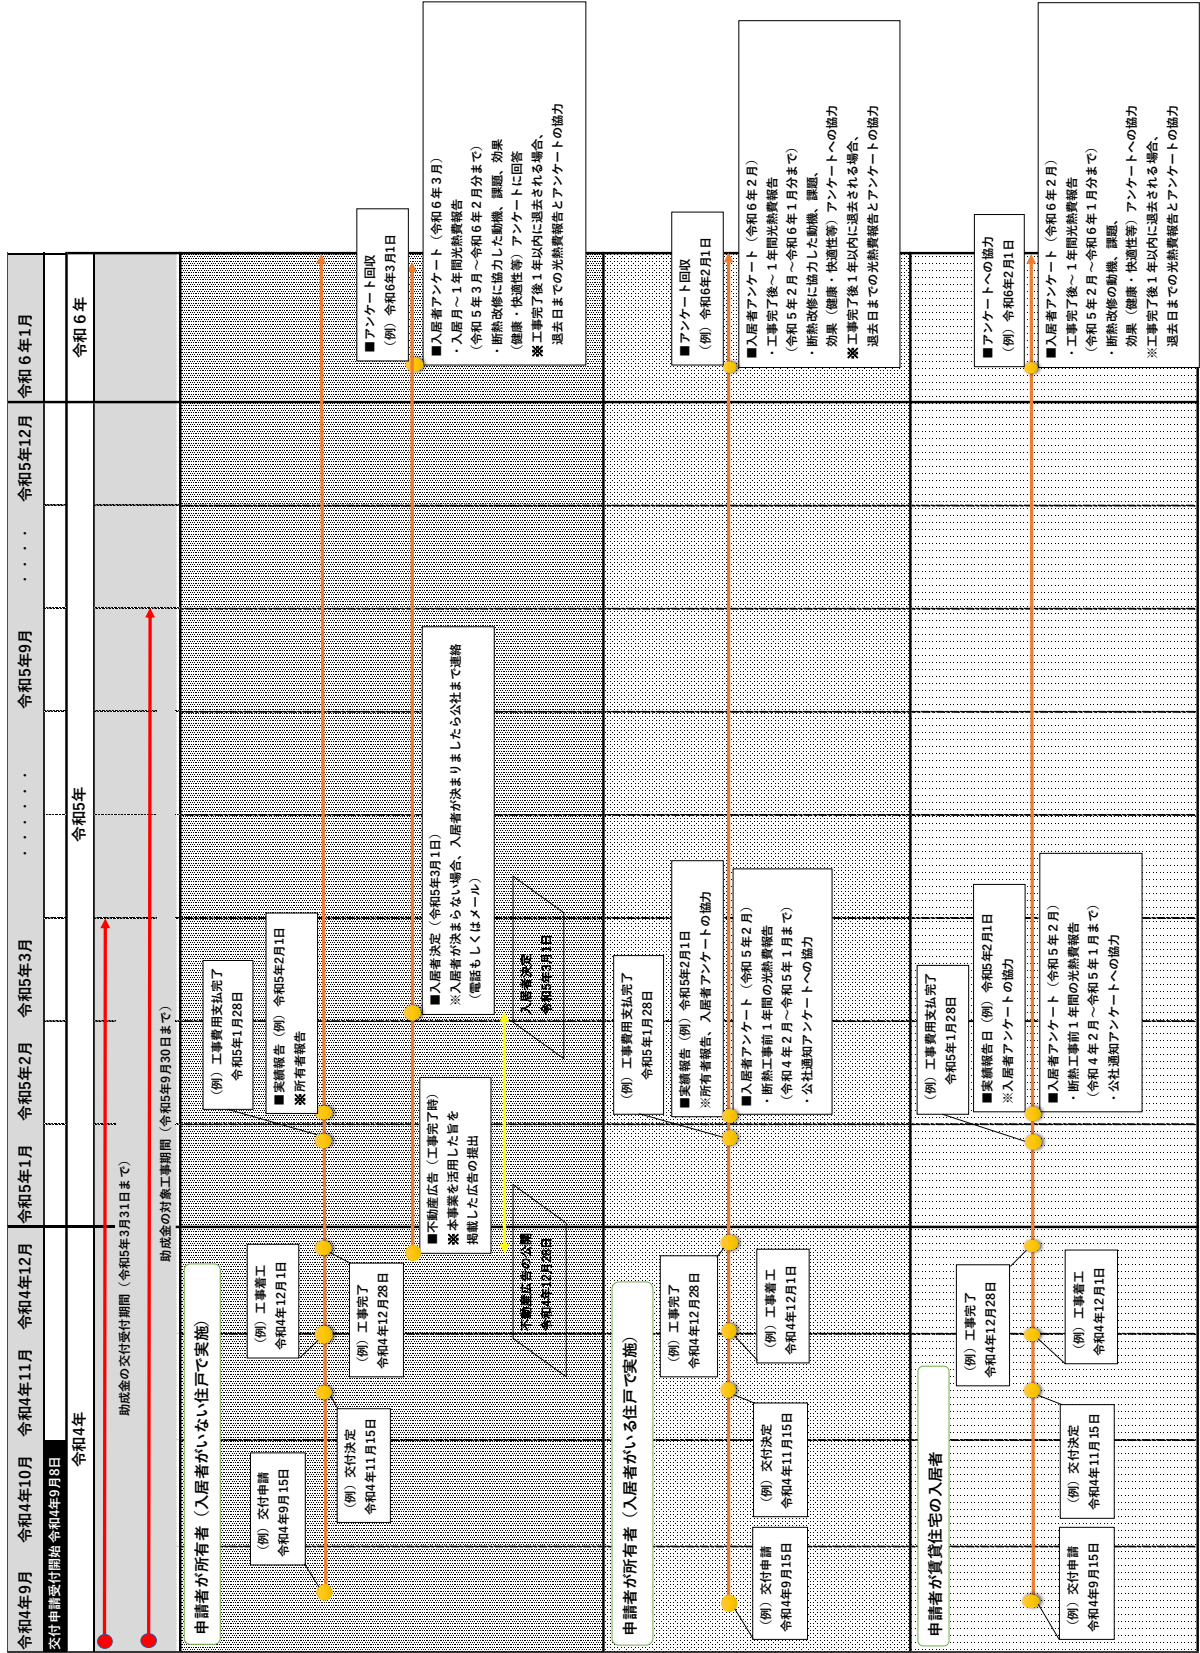 令和4年9月　令和4年10月　令和4年11月　令和4年12月　令和5年1月　令和5年2月　令和5年3月　・・・・・・　令和5年9月　・・・・　令和5年12月　令和６年1月
交付申請受付開始 令和4年9月8日
令和4年　令和5年　令和６年
助成金の交付受付期間（令和5年3月31日まで）
助成金の対象工事期間（令和5年9月30日まで）
申請者が所有者（入居者がいない住戸で実施）
（例）交付申請
令和4年9月15日
（例）交付決定
令和4年11月15日
（例）工事着工
令和4年12月1日
（例）工事完了
令和4年12月28日
（例）工事費用支払完了
令和5年1月28日
■実績報告（例）令和5年2月1日
※所有者報告
■不動産広告（工事完了時）
※本事業を活用した旨を
掲載した広告の提出
不動産広告の公開
令和4年12月28日
■入居者決定（令和5年3月1日）
※入居者が決まらない場合、入居者が決まりましたら公社まで連絡
（電話もしくはメール）
入居者決定
令和5年3月1日
■アンケート回収
（例）令和6年3月1日
■入居者アンケート（令和６年３月）
・入居月～１年間光熱費報告
（令和５年３月～令和６年２月分まで）
・断熱改修に協力した動機、課題、効果
（健康・快適性等）アンケートに回答
※工事完了後１年以内に退去される場合、
退去日までの光熱費報告とアンケートの協力
申請者が所有者（入居者がいる住戸で実施）
（例）交付申請
令和4年9月15日
（例）交付決定
令和4年11月15日
（例）工事着工
令和4年12月1日
（例）工事完了
令和4年12月28日
（例）工事費用支払完了
令和5年1月28日
■実績報告（例）令和5年2月1日
※所有者報告、入居者アンケートの協力
■入居者アンケート（令和５年２月）
・断熱工事前１年間の光熱費報告
（令和４年２月～令和５年１月まで）
・公社通知アンケートへの協力
■アンケート回収
（例）令和6年2月1日
■入居者アンケート（令和６年２月）
・工事完了後～１年間光熱費報告
（令和５年２月～令和６年１月分まで）
・断熱改修に協力した動機、課題、
効果（健康・快適性等）アンケートへの協力
※工事完了後１年以内に退去される場合、
退去日までの光熱費報告とアンケートの協力
申請者が賃貸住宅の入居者
（例）交付申請
令和4年9月15日
（例）交付決定
令和4年11月15日
（例）工事着工
令和4年12月1日
（例）工事完了
令和4年12月28日
（例）工事費用支払完了
令和5年1月28日
■実績報告日（例）令和5年2月1日
※入居者アンケートの協力
■入居者アンケート（令和５年２月）
・断熱工事前１年間の光熱費報告
（令和４年２月～令和５年１月まで）
・公社通知アンケートへの協力
■アンケートへの協力
（例）令和6年2月1日
■入居者アンケート（令和６年２月）
・工事完了後～１年間光熱費報告
（令和５年２月～令和６年１月分まで）
・断熱改修の動機、課題、
効果（健康・快適性等）アンケートへの協力
※工事完了後１年以内に退去される場合、
退去日までの光熱費報告とアンケートの協力